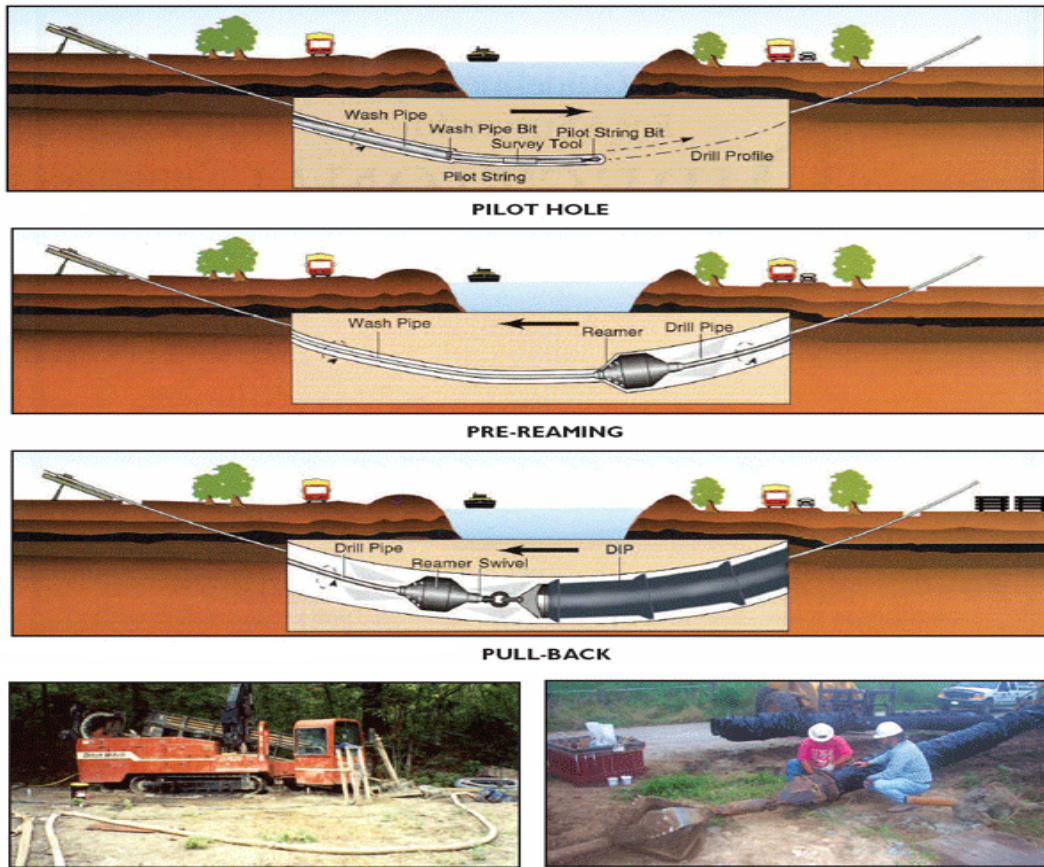 Wash Pipe
Wash Pipe Bit
Survey Tool
Pilot String Bit
Drill Profile
Pilot String
PILOT HOLE
Wash Pipe
Reamer
Drill Pipe
PRE-REAMING
Drill Pipe
Reamer Swivel
DIP
PULL-BACK